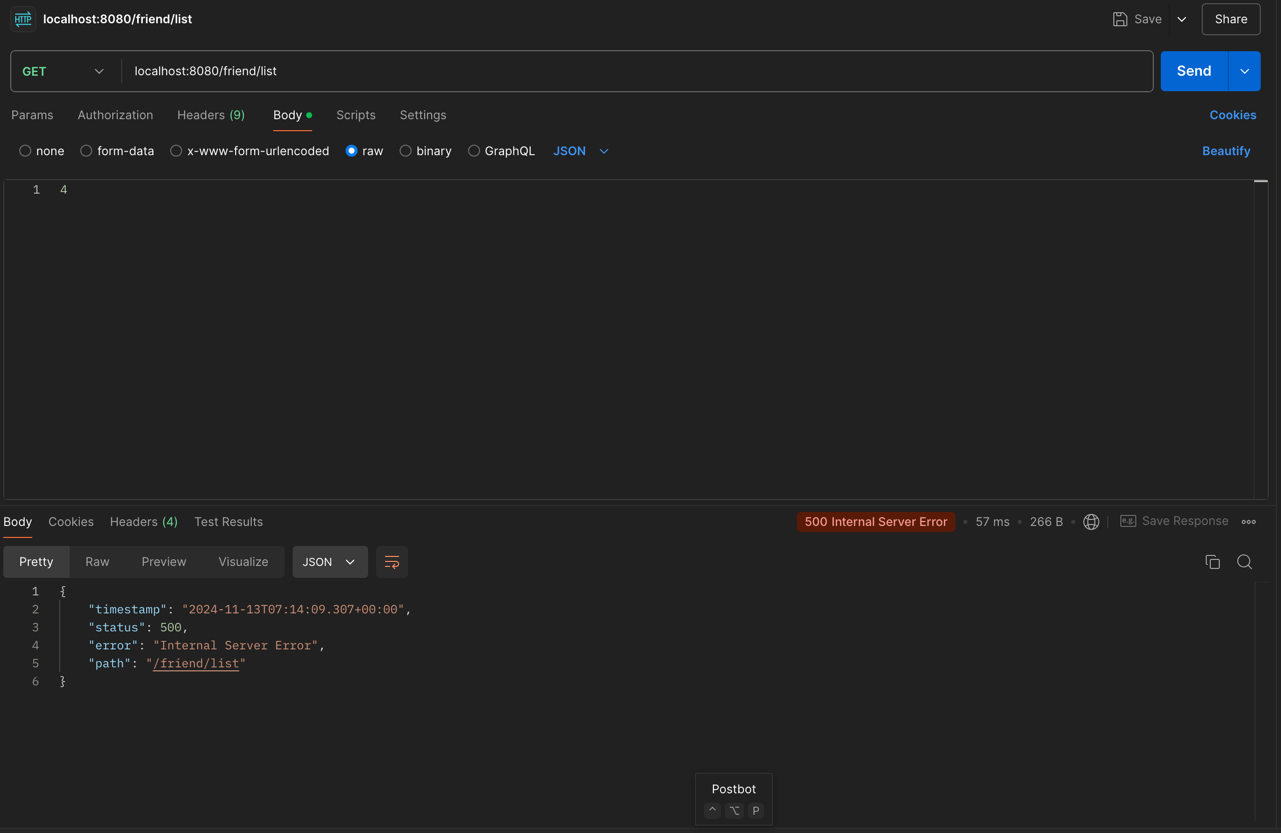 HTTP localhost:8080/friend/list Save Share
GET localhost:8080/friend/list Send
Params Authorization Headers (9) Body Scripts Settings Cookies
none form-data x-www-form-urlencoded raw binary GraphQL JSON Beautify
1 4
Body Cookies Headers (4) Test Results 500 Internal Server Error • 57 ms • 266 B • e.g. Save Response
Pretty Raw Preview Visualize JSON
1 {
2 "timestamp": "2024-11-13T07:14:09.307+00:00",
3 "status": 500,
4 "error": "Internal Server Error",
5 "path": "/friend/list"
6 }
Postbot
^ ⌥ P